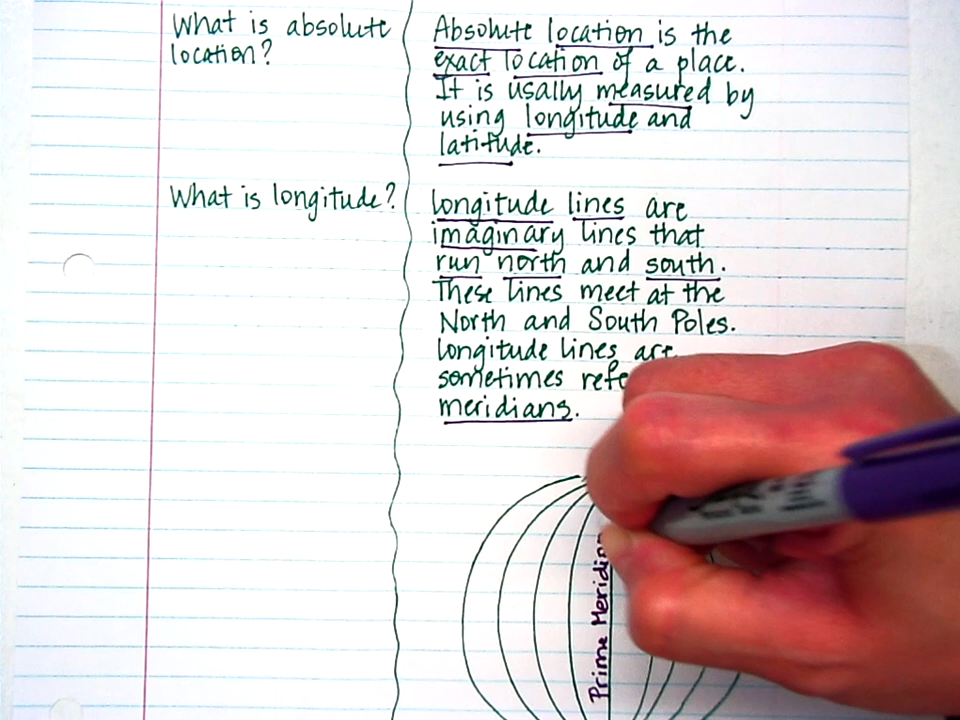 What is absolute
location?
Absolute location is the
exact location of a place.
It is usally measured by
using longitude and
latitude.
What is longitude?
longitude lines are
imaginary lines that
run north and south.
These lines meet at the
North and South Poles.
longitude lines are
sometimes refe
meridians.
Prime Meridian